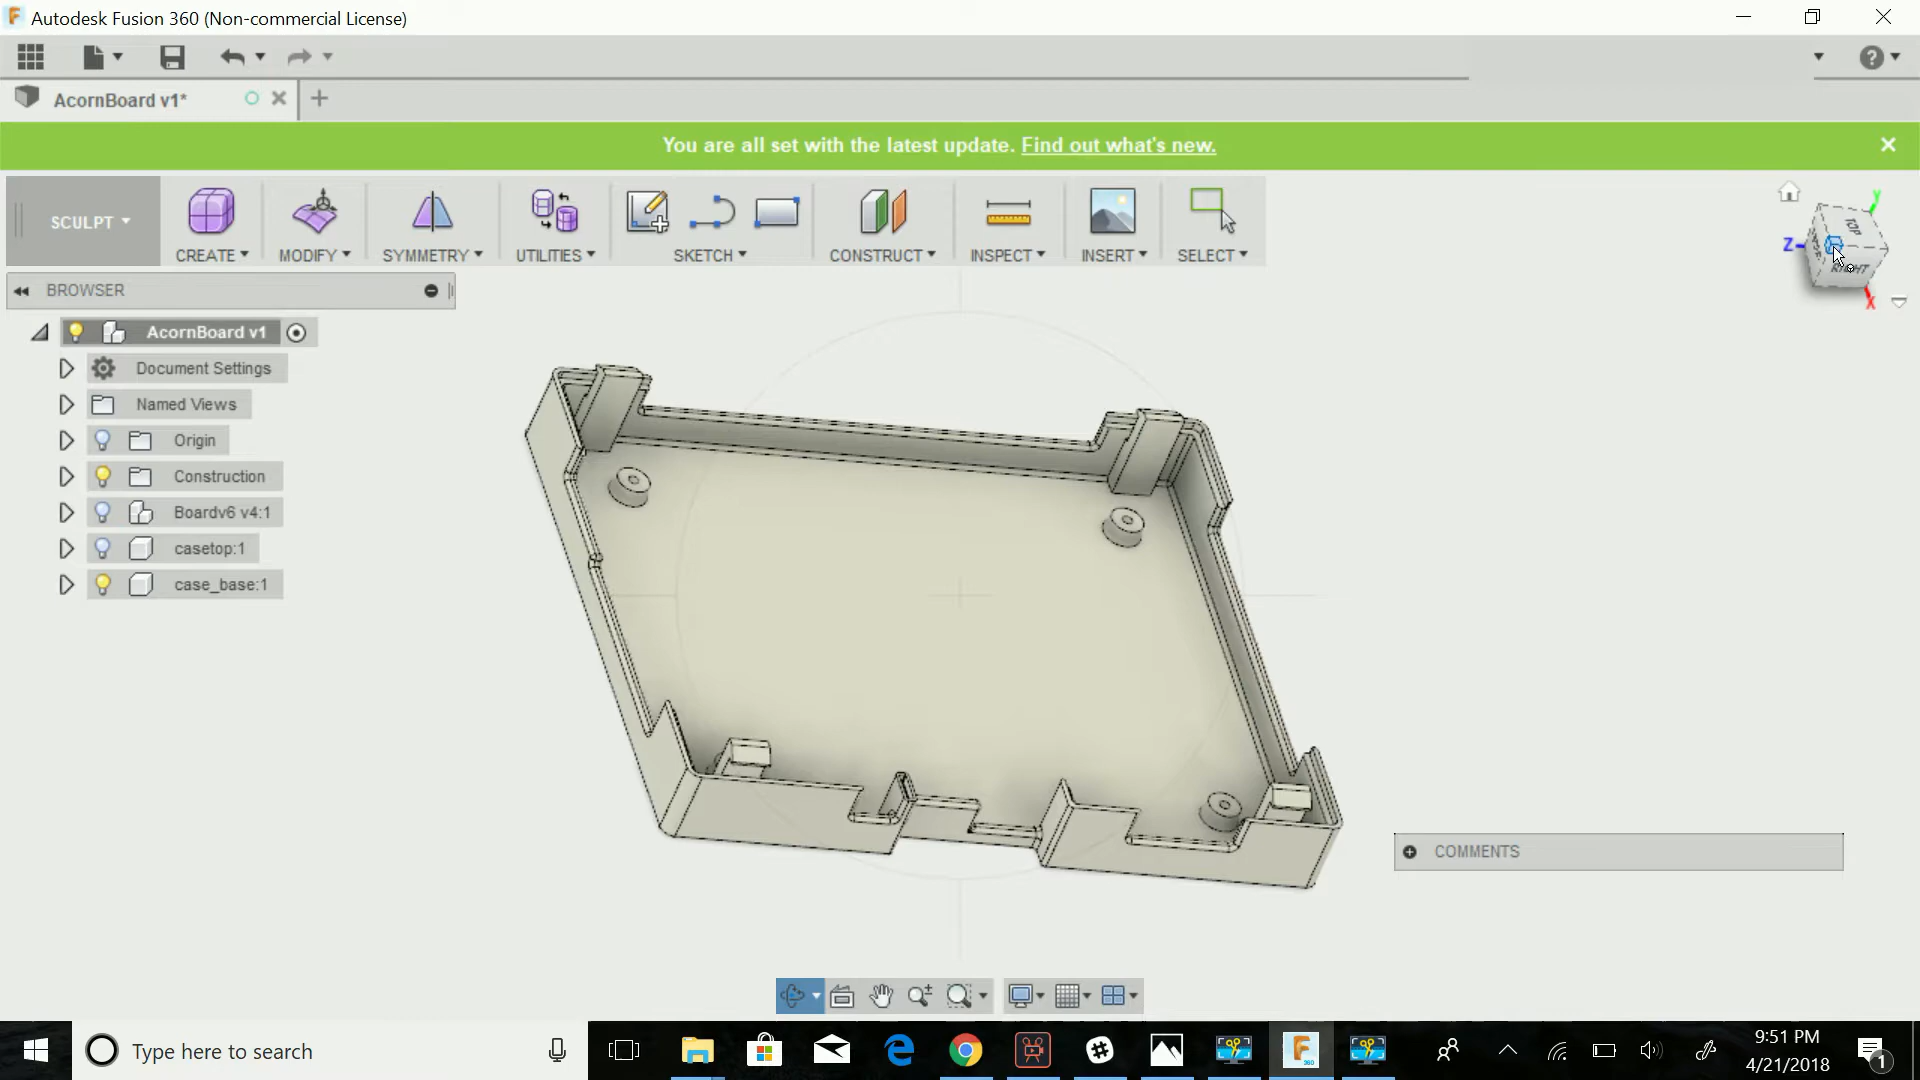 Autodesk Fusion 360 (Non-commercial License)
AcornBoard v1*
You are all set with the latest update. Find out what's new.
SCULPT
CREATE
MODIFY
SYMMETRY
UTILITIES
SKETCH
CONSTRUCT
INSPECT
INSERT
SELECT
TOP
RIGHT
Z
Y
X
BROWSER
AcornBoard v1
Document Settings
Named Views
Origin
Construction
Boardv6 v4:1
casetop:1
case_base:1
COMMENTS
Type here to search
9:51 PM
4/21/2018
1